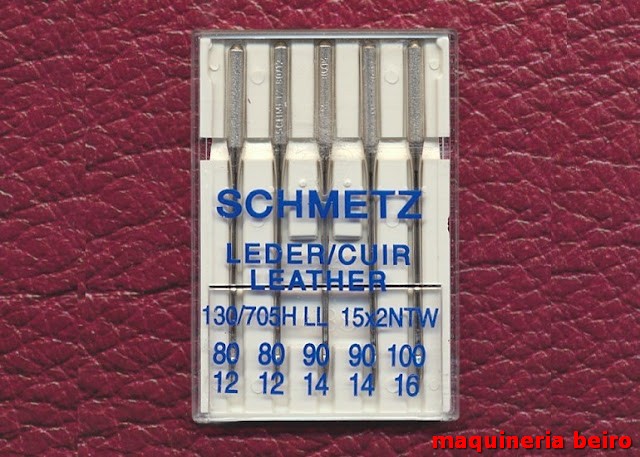 SCHMETZ
LEDER/CUIR
LEATHER
130/705H LL 15x2NTW
80 80 90 90 100
12 12 14 14 16
maquineria beiro